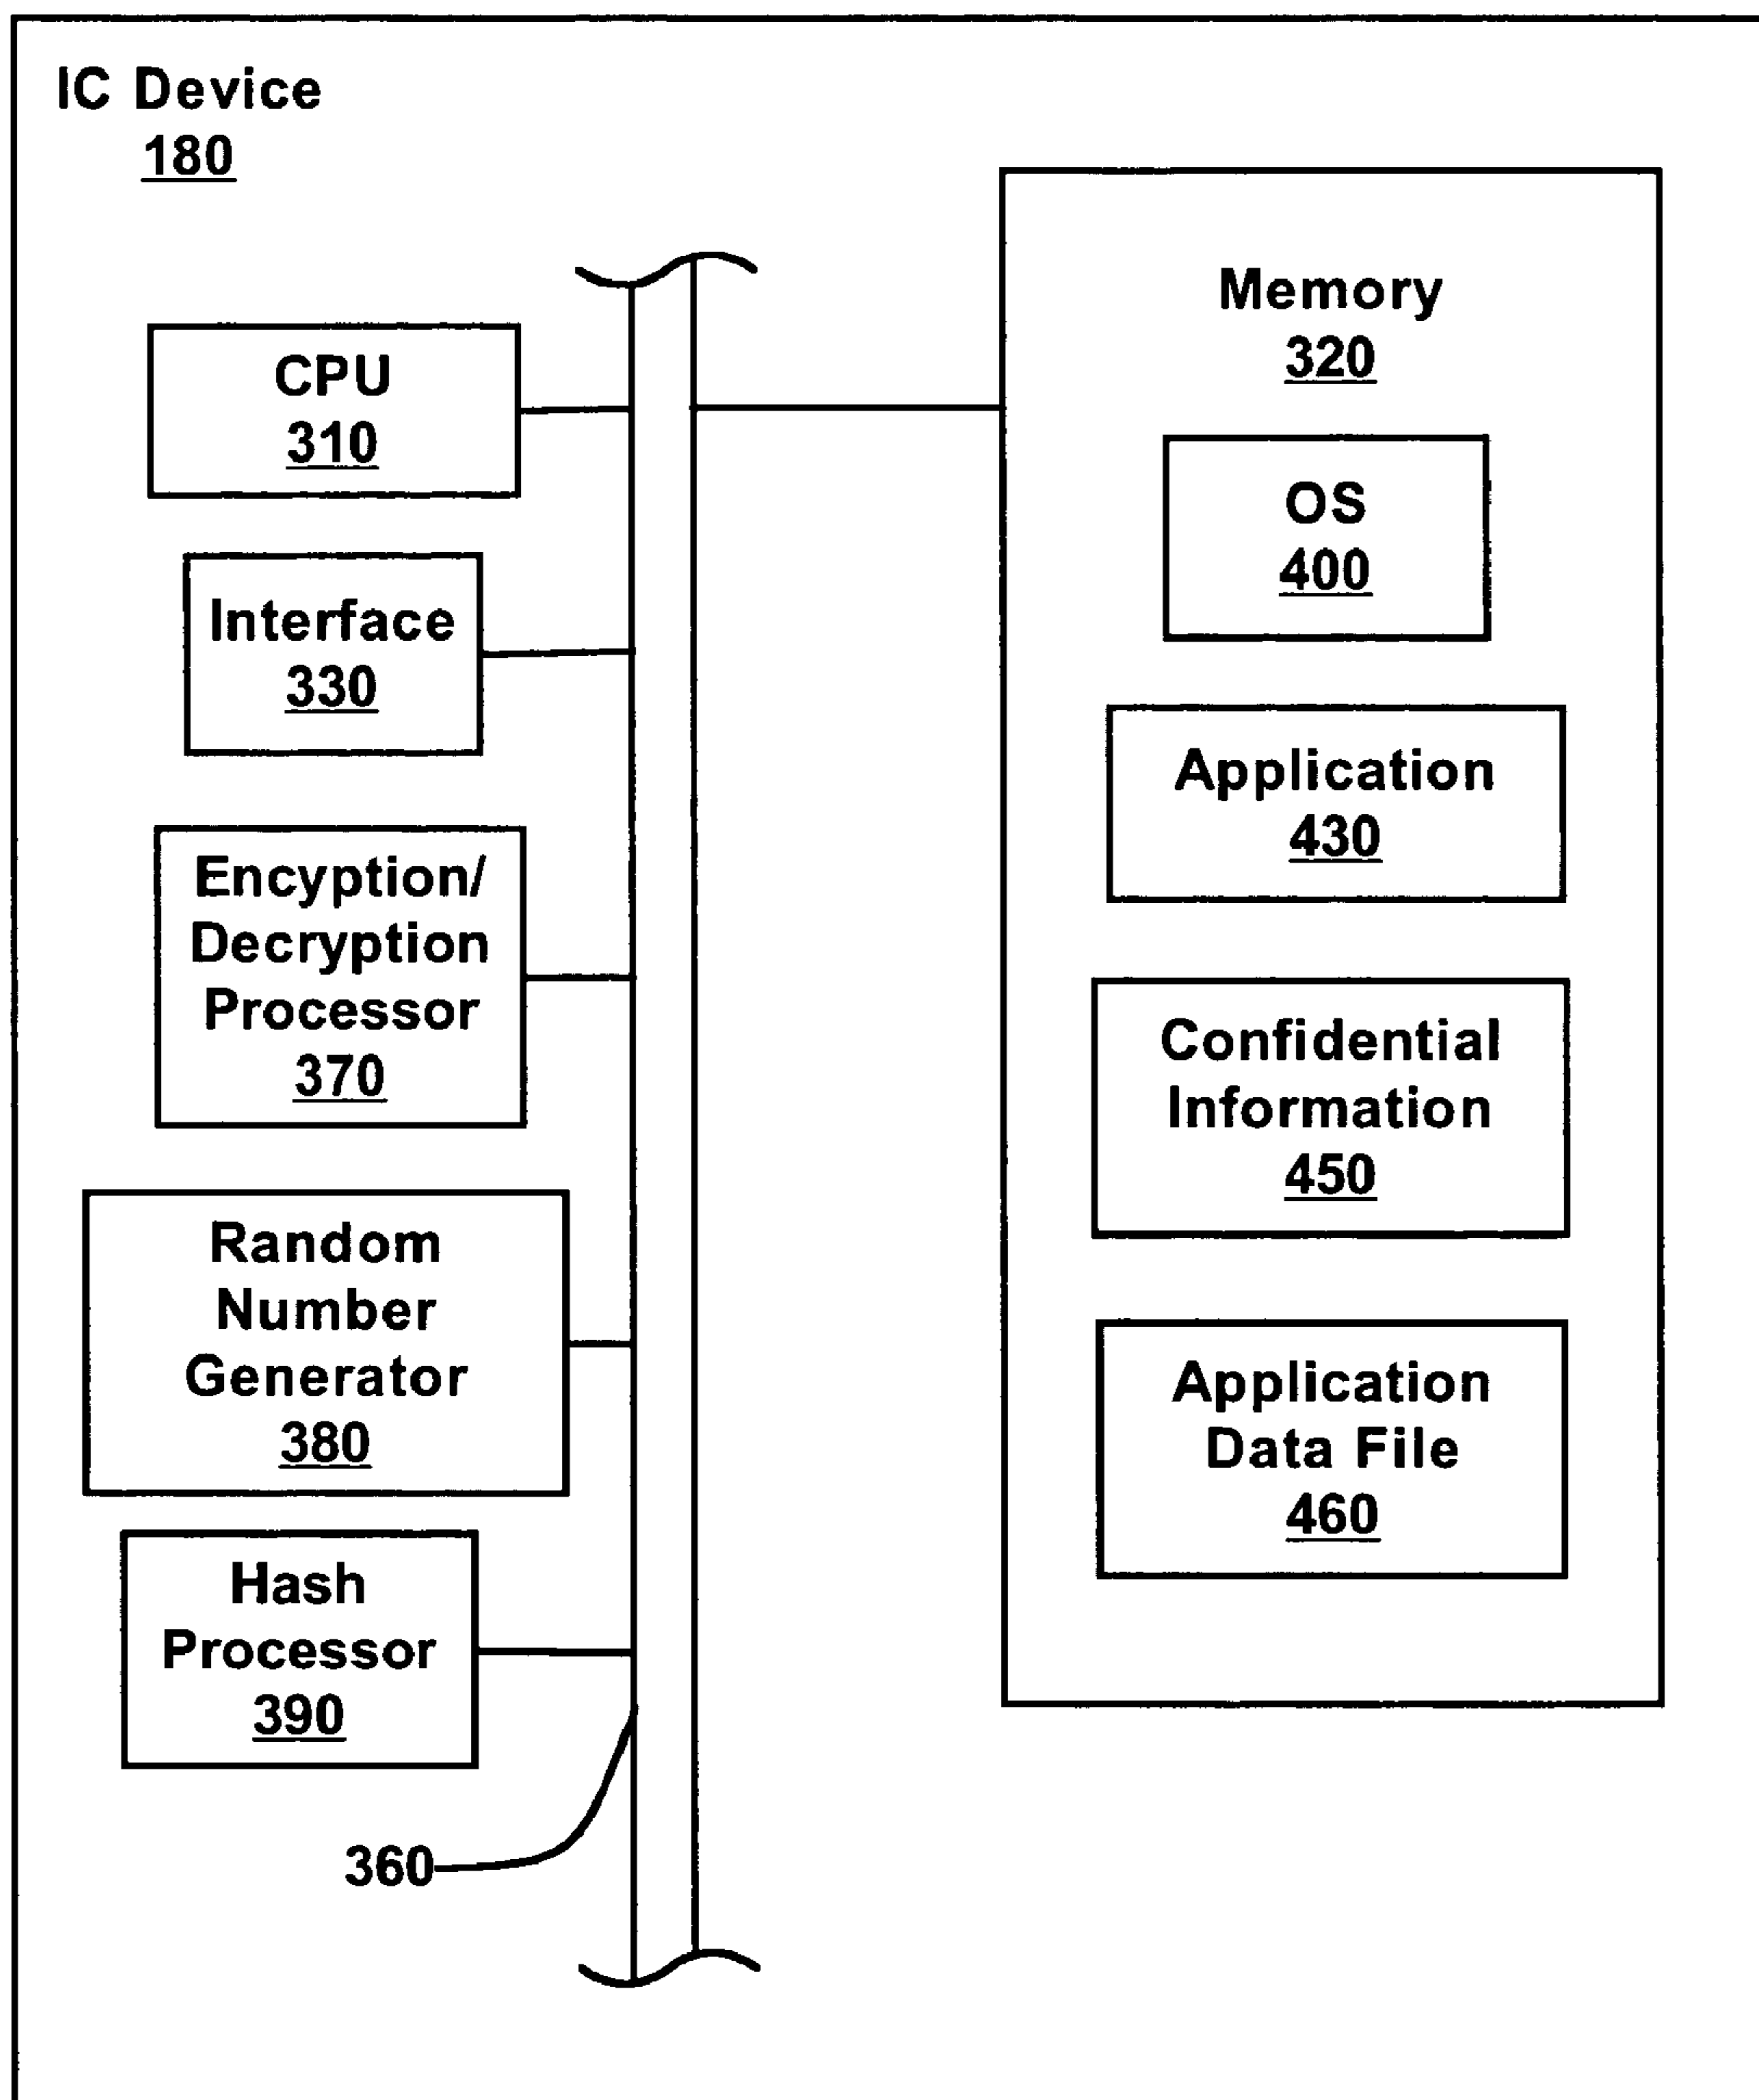 IC Device
180
CPU
310
Interface
330
Encyption/
Decryption
Processor
370
Random
Number
Generator
380
Hash
Processor
390
360
Memory
320
OS
400
Application
430
Confidential
Information
450
Application
Data File
460